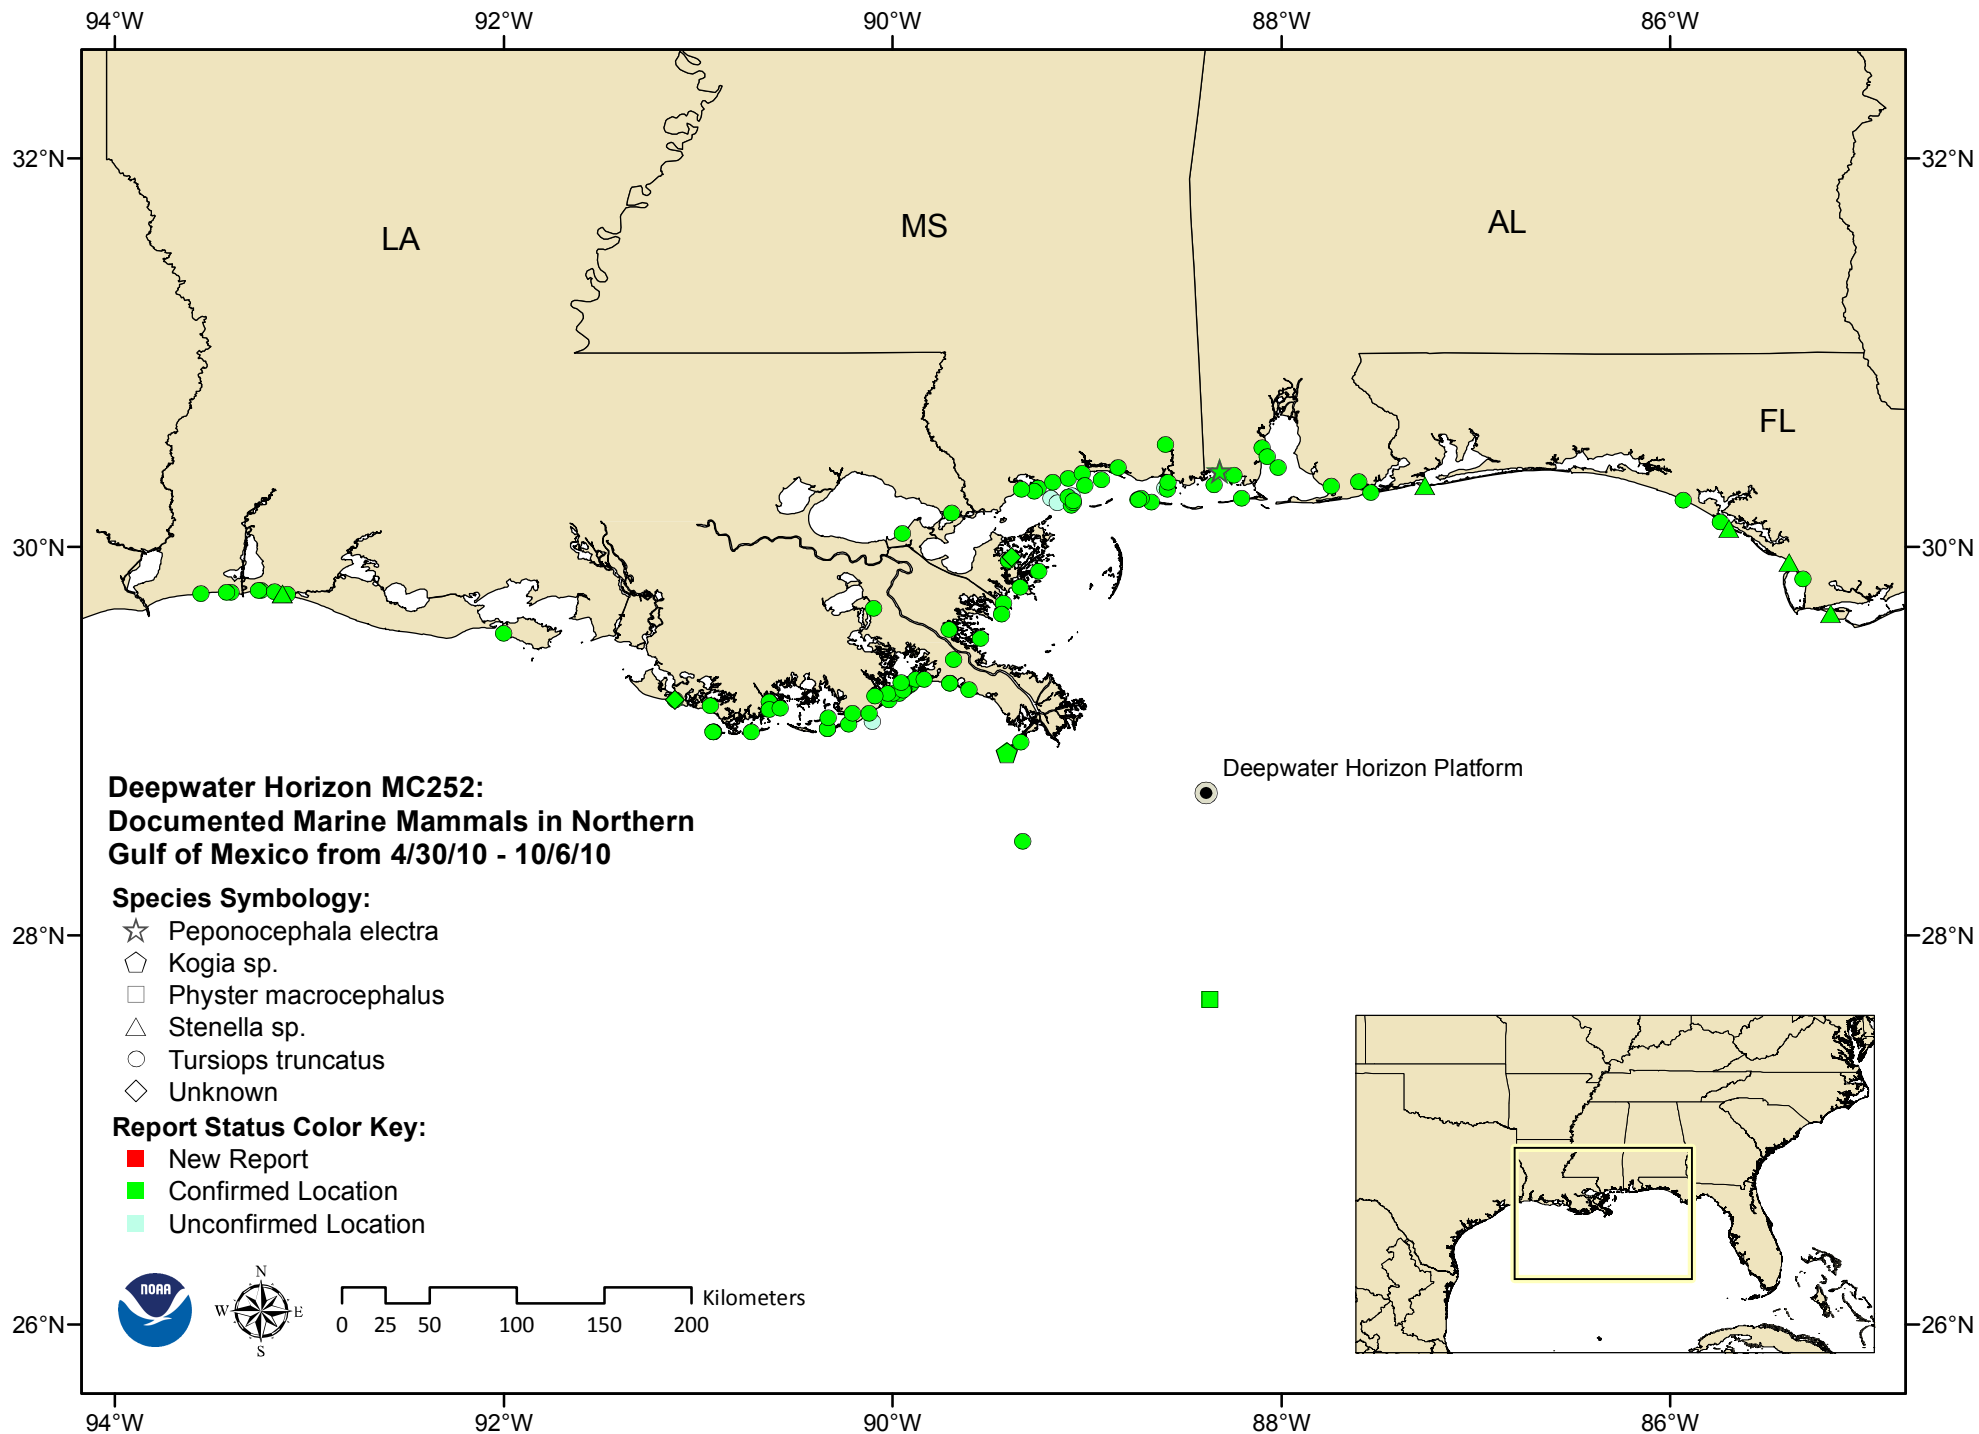 94°W 92°W 90°W 88°W 86°W
32°N 32°N
LA MS AL
FL
30°N 30°N
Deepwater Horizon Platform
Deepwater Horizon MC252:
Documented Marine Mammals in Northern
Gulf of Mexico from 4/30/10 - 10/6/10
Species Symbology:
Peponocephala electra
28°N 28°N
Kogia sp.
Physter macrocephalus
Stenella sp.
Tursiops truncatus
Unknown
Report Status Color Key:
New Report
Confirmed Location
Unconfirmed Location
NOAA
N
W E
S
Kilometers
0 25 50 100 150 200
26°N 26°N
94°W 92°W 90°W 88°W 86°W